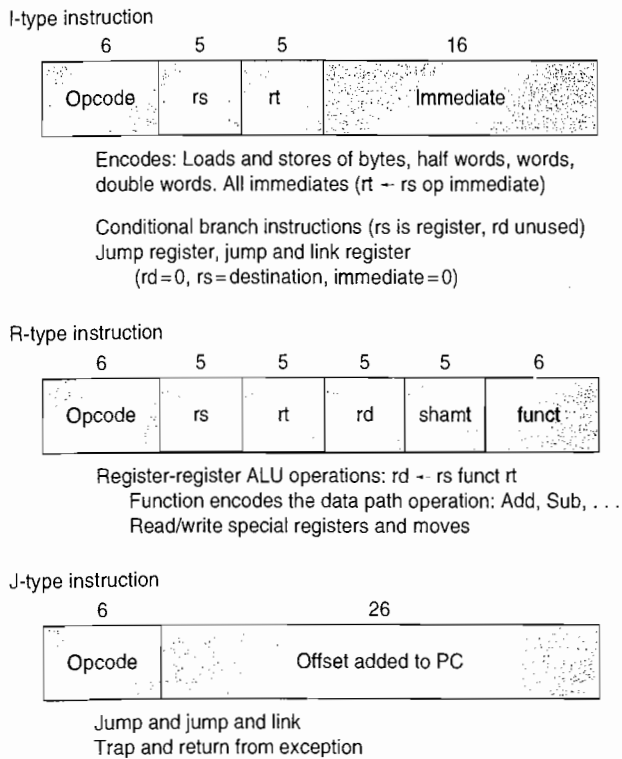 I-type instruction
6 5 5 16
Opcode rs rt Immediate
Encodes: Loads and stores of bytes, half words, words,
double words. All immediates (rt ← rs op immediate)
Conditional branch instructions (rs is register, rd unused)
Jump register, jump and link register
(rd=0, rs=destination, immediate=0)
R-type instruction
6 5 5 5 5 6
Opcode rs rt rd shamt funct
Register-register ALU operations: rd ← rs funct rt
Function encodes the data path operation: Add, Sub, . . .
Read/write special registers and moves
J-type instruction
6 26
Opcode Offset added to PC
Jump and jump and link
Trap and return from exception